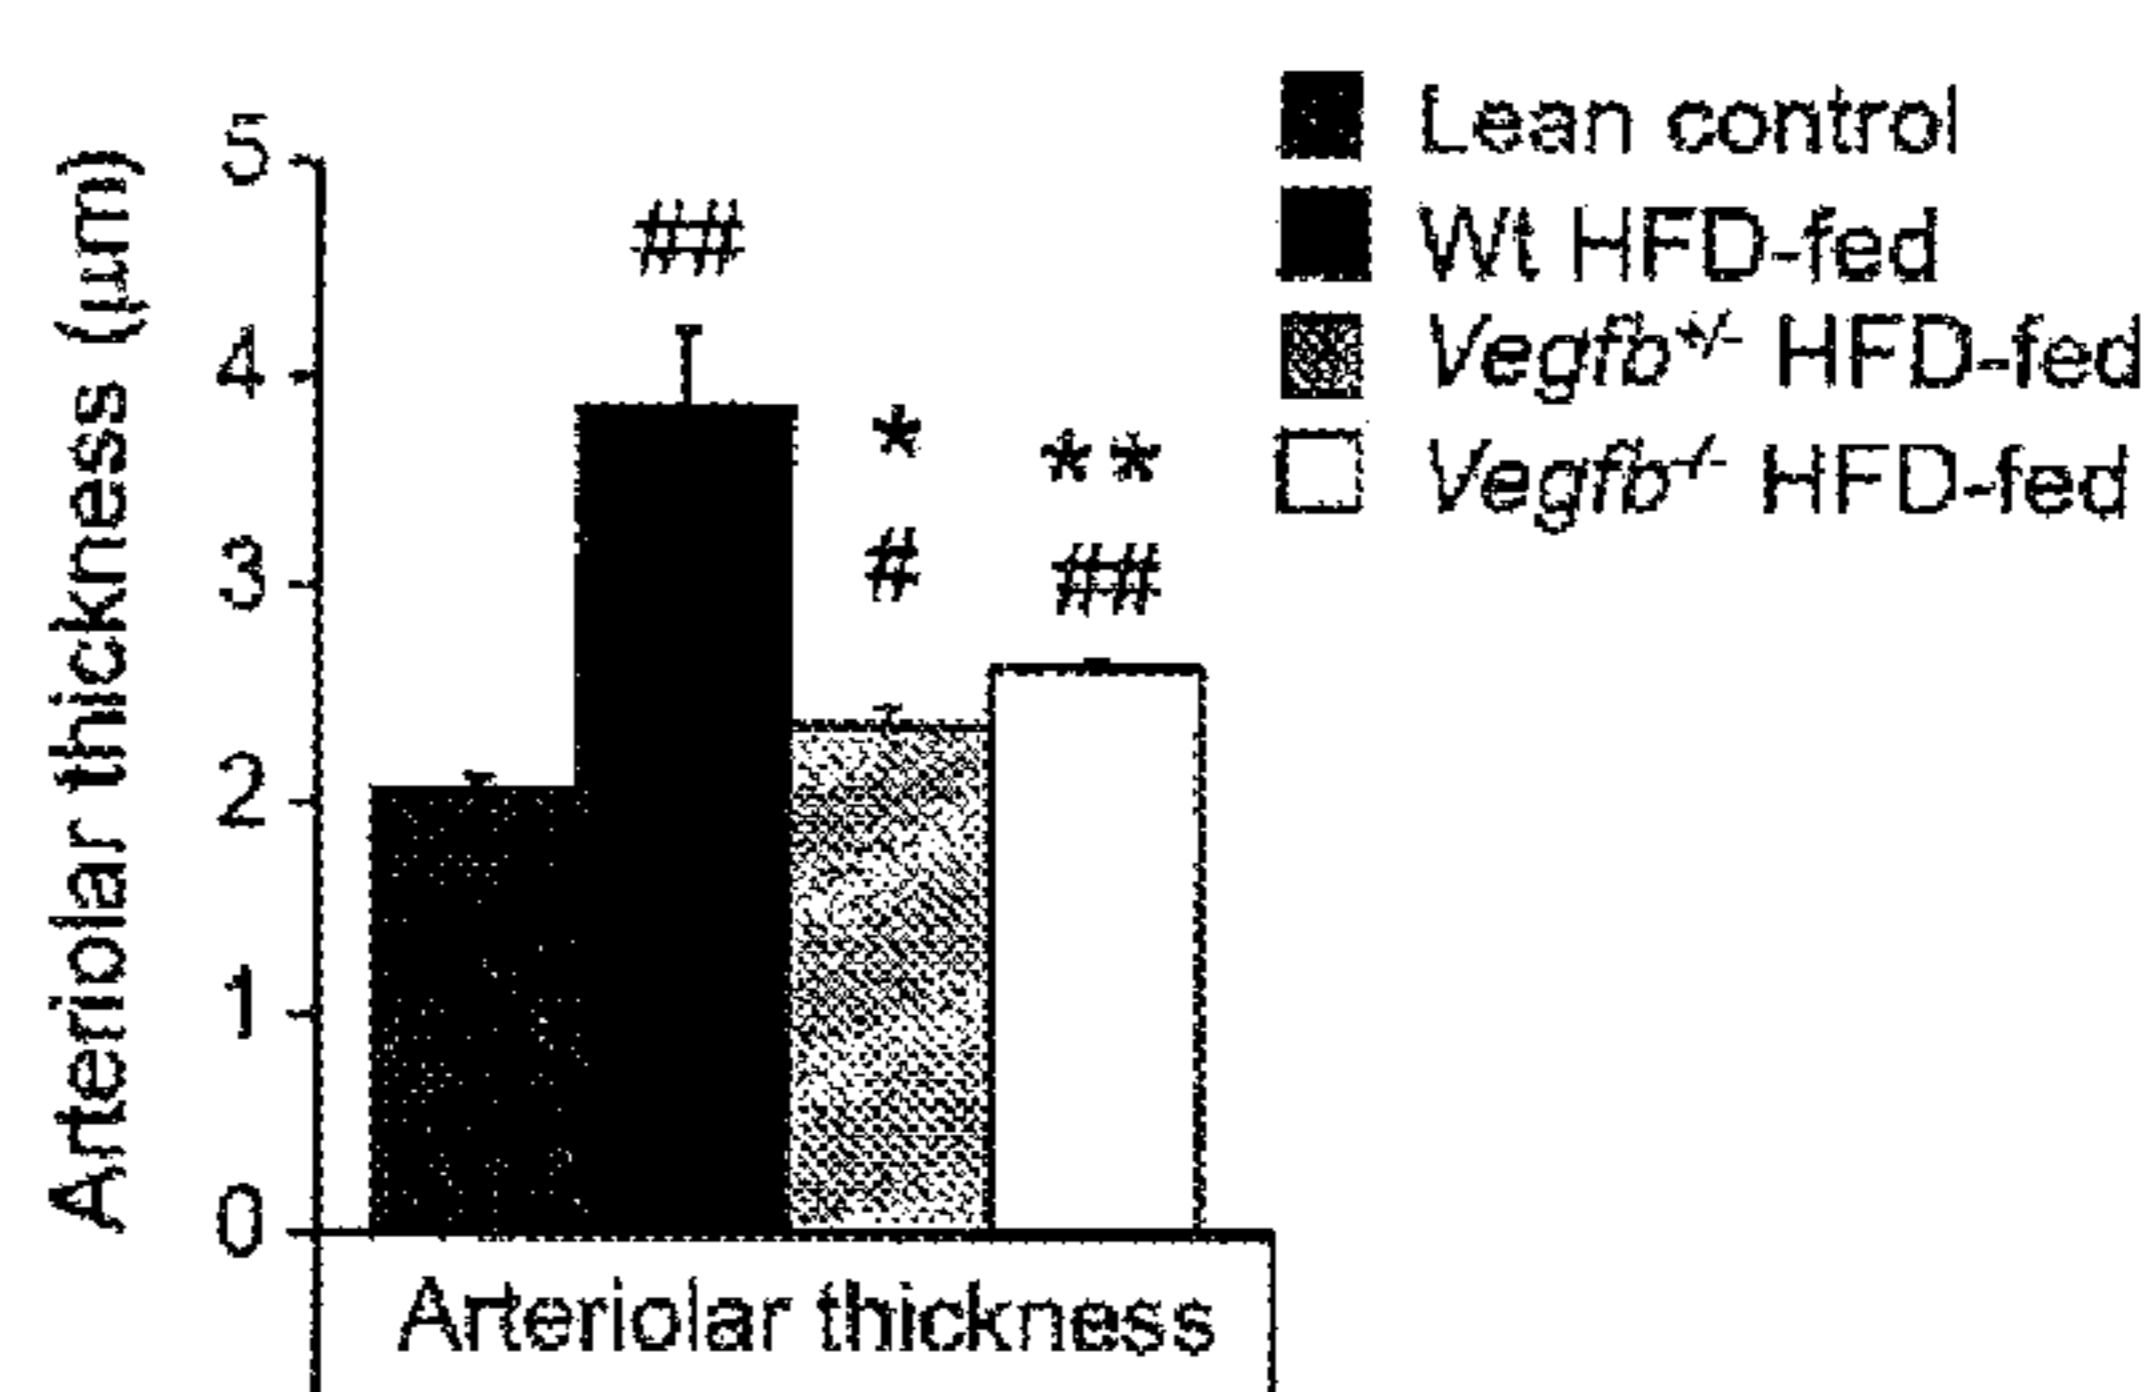 Arteriolar thickness (μm)
5
4
3
2
1
0
##
*
#
**
##
Arteriolar thickness
Lean control
Wt HFD-fed
Vegfb+/- HFD-fed
Vegfb-/- HFD-fed